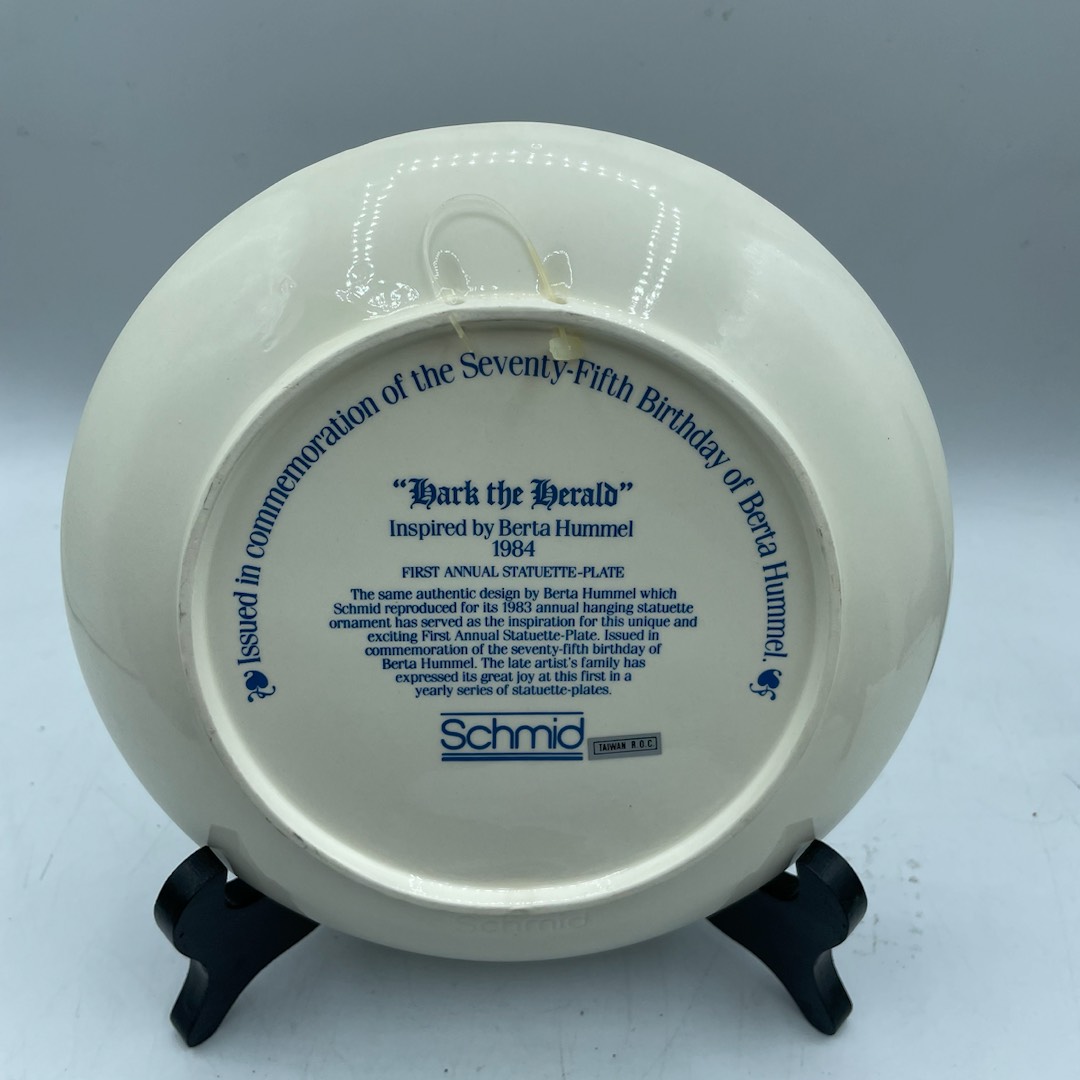 Issued in commemoration of the Seventy-Fifth Birthday of Berta Hummel.
“Hark the Herald”
Inspired by Berta Hummel
1984
FIRST ANNUAL STATUETTE-PLATE
The same authentic design by Berta Hummel which
Schmid reproduced for its 1983 annual hanging statuette
ornament has served as the inspiration for this unique and
exciting First Annual Statuette-Plate. Issued in
commemoration of the seventy-fifth birthday of
Berta Hummel. The late artist's family has
expressed its great joy at this first in a
yearly series of statuette-plates.
Schmid
TAIWAN R.O.C
Schmid